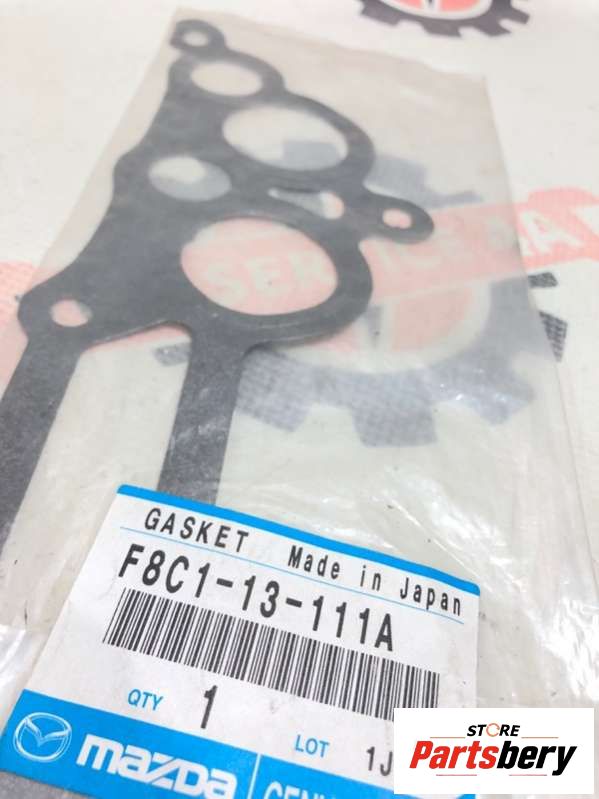 GASKET Made in Japan
F8C1-13-111A
QTY 1 LOT 1J
mazda
STORE
Partsbery